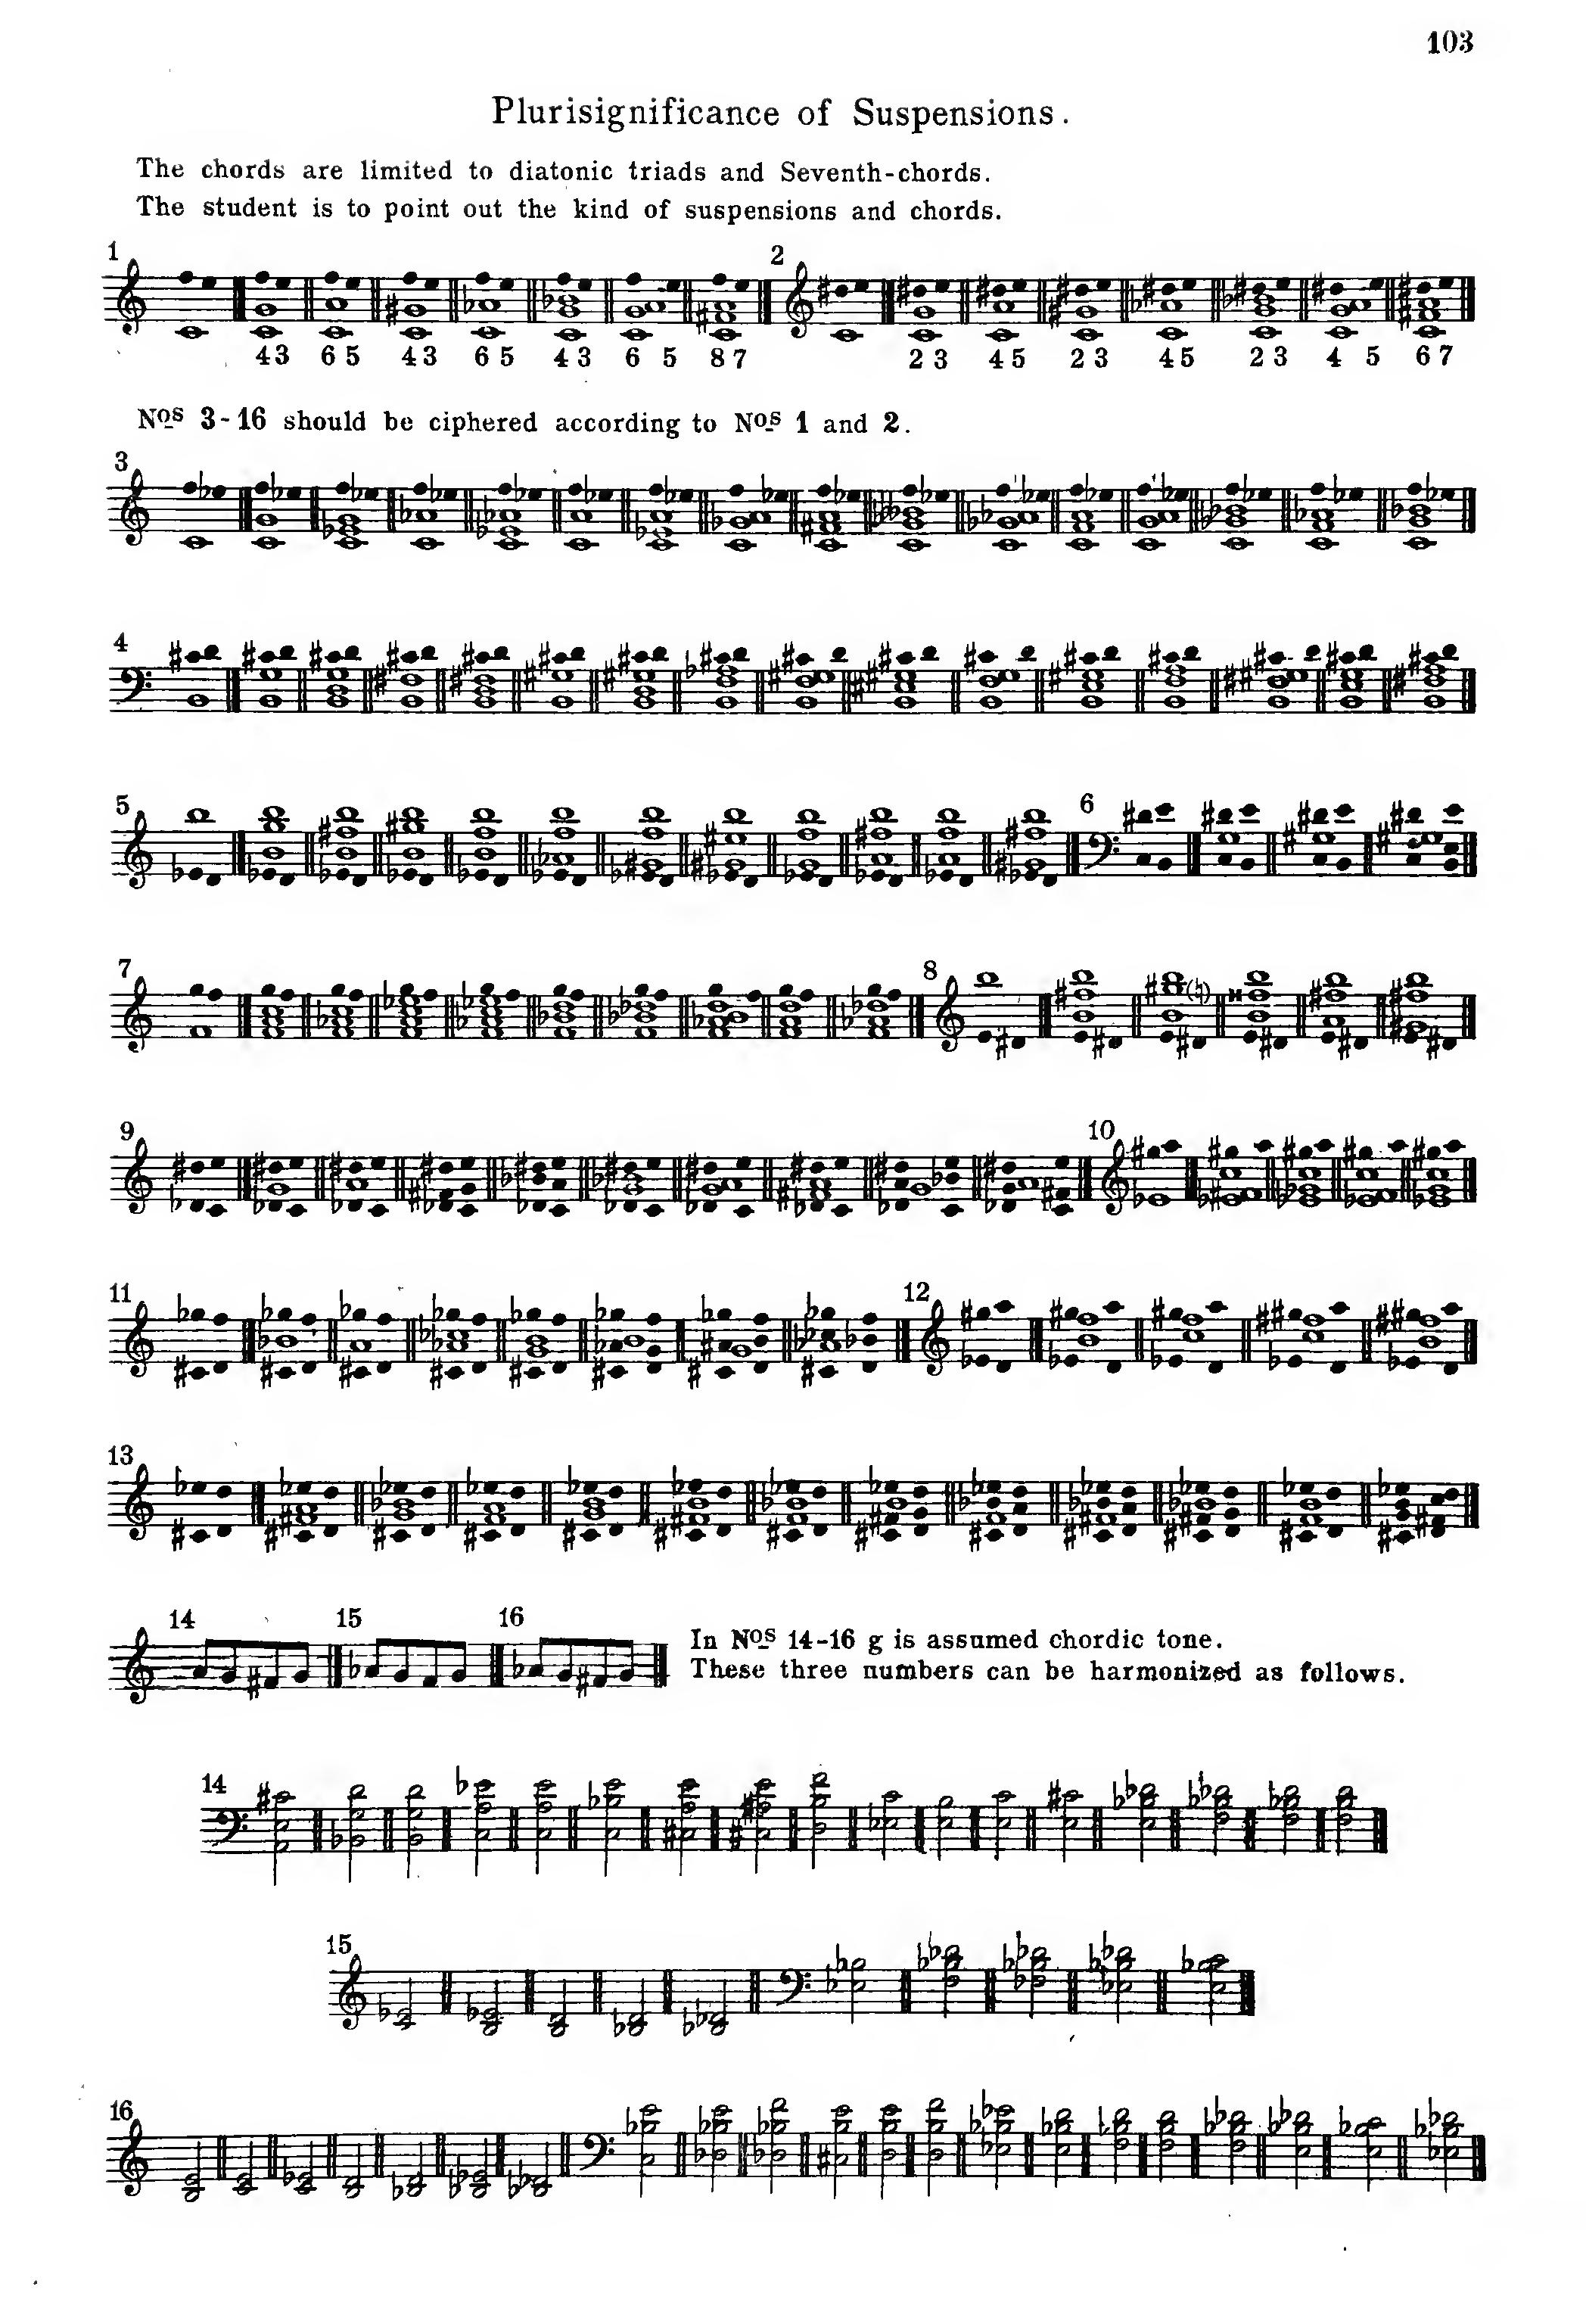 103
Plurisignificance of Suspensions.
The chords are limited to diatonic triads and Seventh-chords.
The student is to point out the kind of suspensions and chords.
1 2
43 65 43 65 43 6 5 87 23 45 23 45 23 4 5 67
Nos 3-16 should be ciphered according to Nos 1 and 2.
3
4
5 6
7 8
9 10
11 12
13
14 15 16
In Nos 14-16 g is assumed chordic tone.
These three numbers can be harmonized as follows.
14
15
16